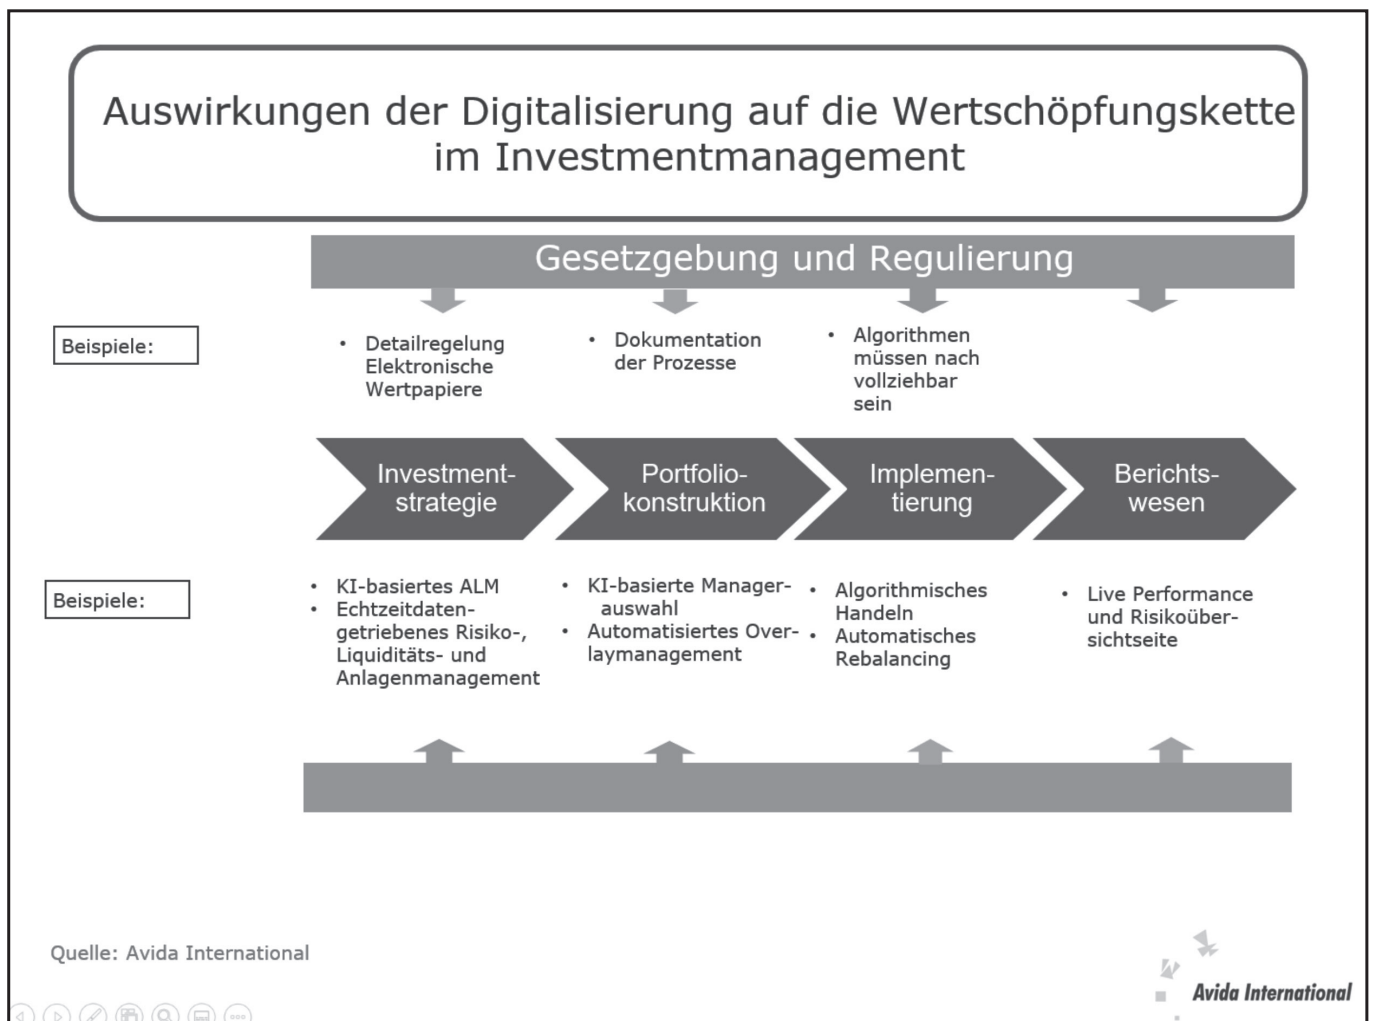 Auswirkungen der Digitalisierung auf die Wertschöpfungskette
im Investmentmanagement
Gesetzgebung und Regulierung
Beispiele:
• Detailregelung
Elektronische
Wertpapiere
• Dokumentation
der Prozesse
• Algorithmen
müssen nach
vollziehbar
sein
Investment-
strategie
Portfolio-
konstruktion
Implemen-
tierung
Berichts-
wesen
Beispiele:
• KI-basiertes ALM
• Echtzeitdaten-
getriebenes Risiko-,
Liquiditäts- und
Anlagenmanagement
• KI-basierte Manager-
auswahl
• Automatisiertes Over-
laymanagement
• Algorithmisches
Handeln
• Automatisches
Rebalancing
• Live Performance
und Risikoüber-
sichtseite
Quelle: Avida International
Avida International